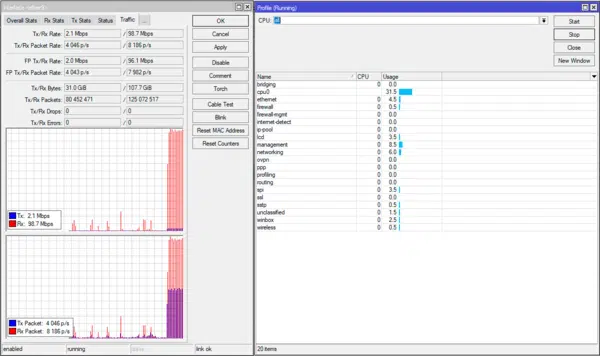 Interface <ether1>
Overall Stats Rx Stats Tx Stats Status Traffic ...
Tx/Rx Rate: 2.1 Mbps / 98.7 Mbps
Tx/Rx Packet Rate: 4 046 p/s / 8 186 p/s
FP Tx/Rx Rate: 2.0 Mbps / 96.1 Mbps
FP Tx/Rx Packet Rate: 4 043 p/s / 7 982 p/s
Tx/Rx Bytes: 31.0 GiB / 107.7 GiB
Tx/Rx Packets: 80 452 471 / 125 072 517
Tx/Rx Drops: 0 / 0
Tx/Rx Errors: 0 / 0
Tx: 2.1 Mbps
Rx: 98.7 Mbps
Tx Packet: 4 046 p/s
Rx Packet: 8 186 p/s
enabled running slave link ok
OK
Cancel
Apply
Disable
Comment
Torch
Cable Test
Blink
Reset MAC Address
Reset Counters
Profile (Running)
CPU: all
Start
Stop
Close
New Window
Name CPU Usage
bridging 0 0.0
cpu0 31.5
ethernet 0 4.5
firewall 0 0.5
firewall-mgmt 0 0.0
internet-detect 0 0.0
ip-pool 0 0.0
lcd 0 3.5
management 0 8.5
networking 0 6.0
ovpn 0 0.0
ppp 0 0.0
profiling 0 0.0
routing 0 0.0
spi 0 3.5
ssl 0 0.0
sstp 0 0.5
unclassified 0 1.5
winbox 0 2.5
wireless 0 0.5
20 items